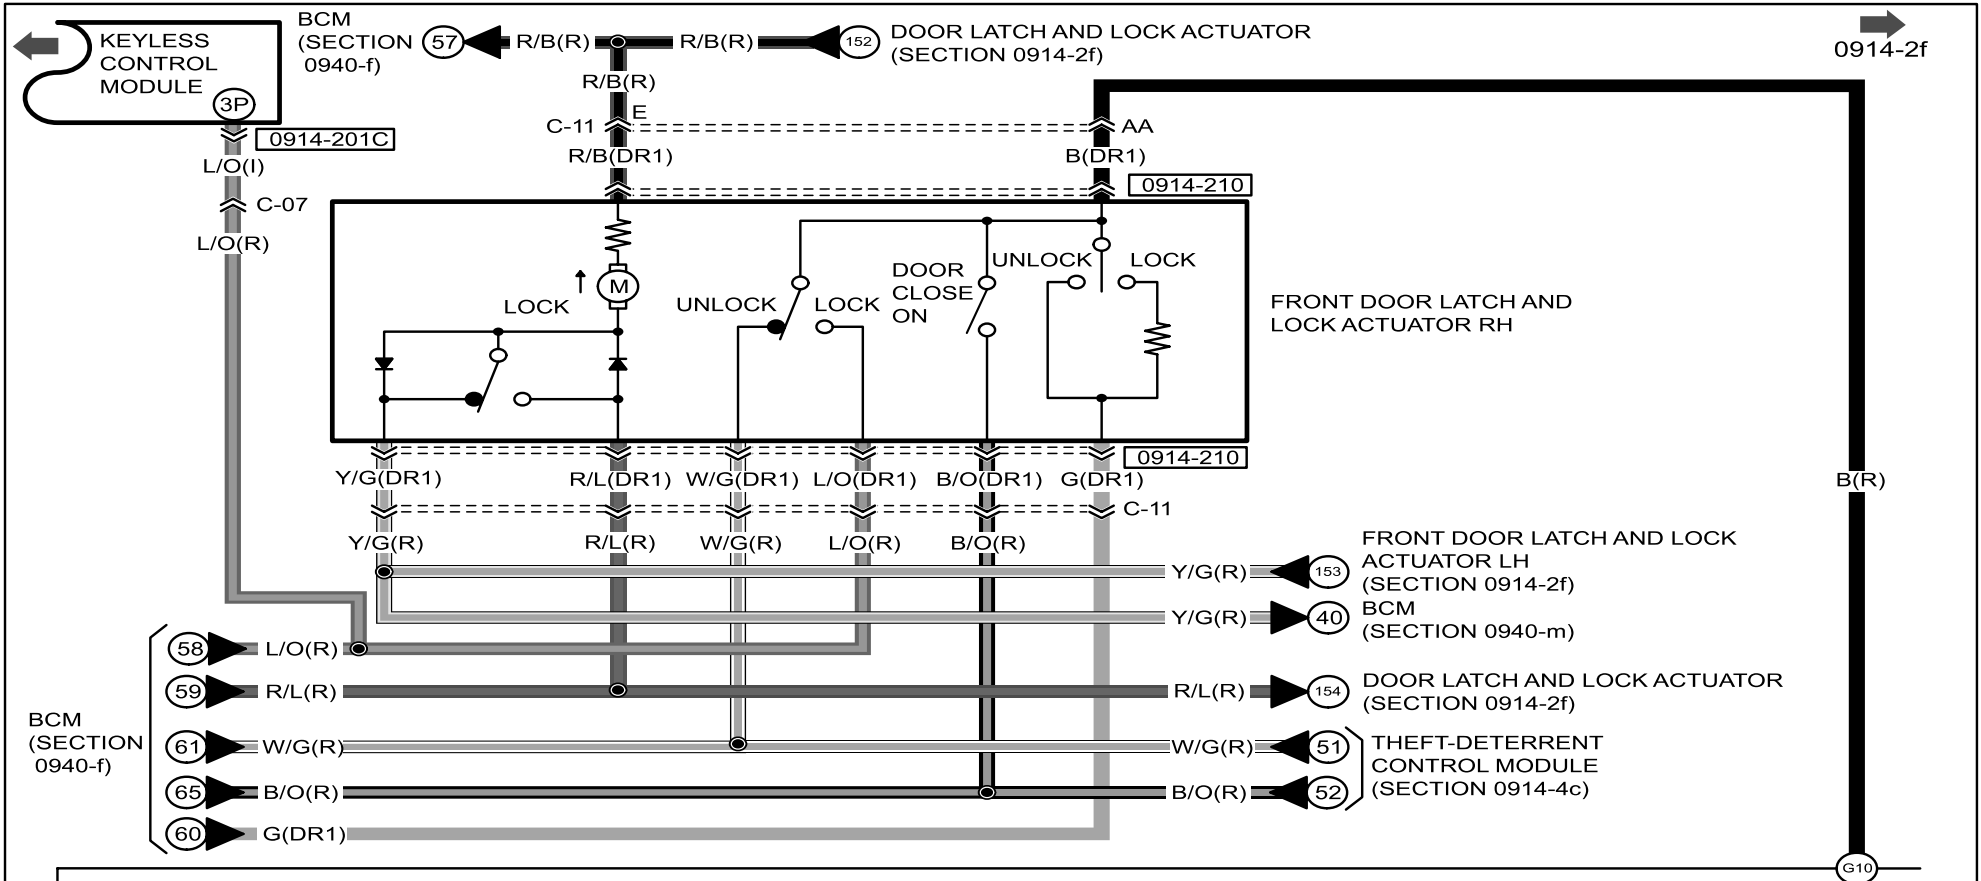 KEYLESS
CONTROL
MODULE
3P
0914-201C
L/O(I)
C-07
L/O(R)
BCM
(SECTION
0940-f)
57
R/B(R)
R/B(R)
152
DOOR LATCH AND LOCK ACTUATOR
(SECTION 0914-2f)
0914-2f
R/B(R)
E
C-11
AA
R/B(DR1)
B(DR1)
0914-210
M
LOCK
UNLOCK
LOCK
DOOR
CLOSE
ON
UNLOCK
LOCK
FRONT DOOR LATCH AND
LOCK ACTUATOR RH
0914-210
Y/G(DR1)
R/L(DR1)
W/G(DR1)
L/O(DR1)
B/O(DR1)
G(DR1)
B(R)
C-11
Y/G(R)
R/L(R)
W/G(R)
L/O(R)
B/O(R)
Y/G(R)
153
FRONT DOOR LATCH AND LOCK
ACTUATOR LH
(SECTION 0914-2f)
Y/G(R)
40
BCM
(SECTION 0940-m)
BCM
(SECTION
0940-f)
58
L/O(R)
59
R/L(R)
R/L(R)
154
DOOR LATCH AND LOCK ACTUATOR
(SECTION 0914-2f)
61
W/G(R)
W/G(R)
51
65
B/O(R)
B/O(R)
52
THEFT-DETERRENT
CONTROL MODULE
(SECTION 0914-4c)
60
G(DR1)
G10